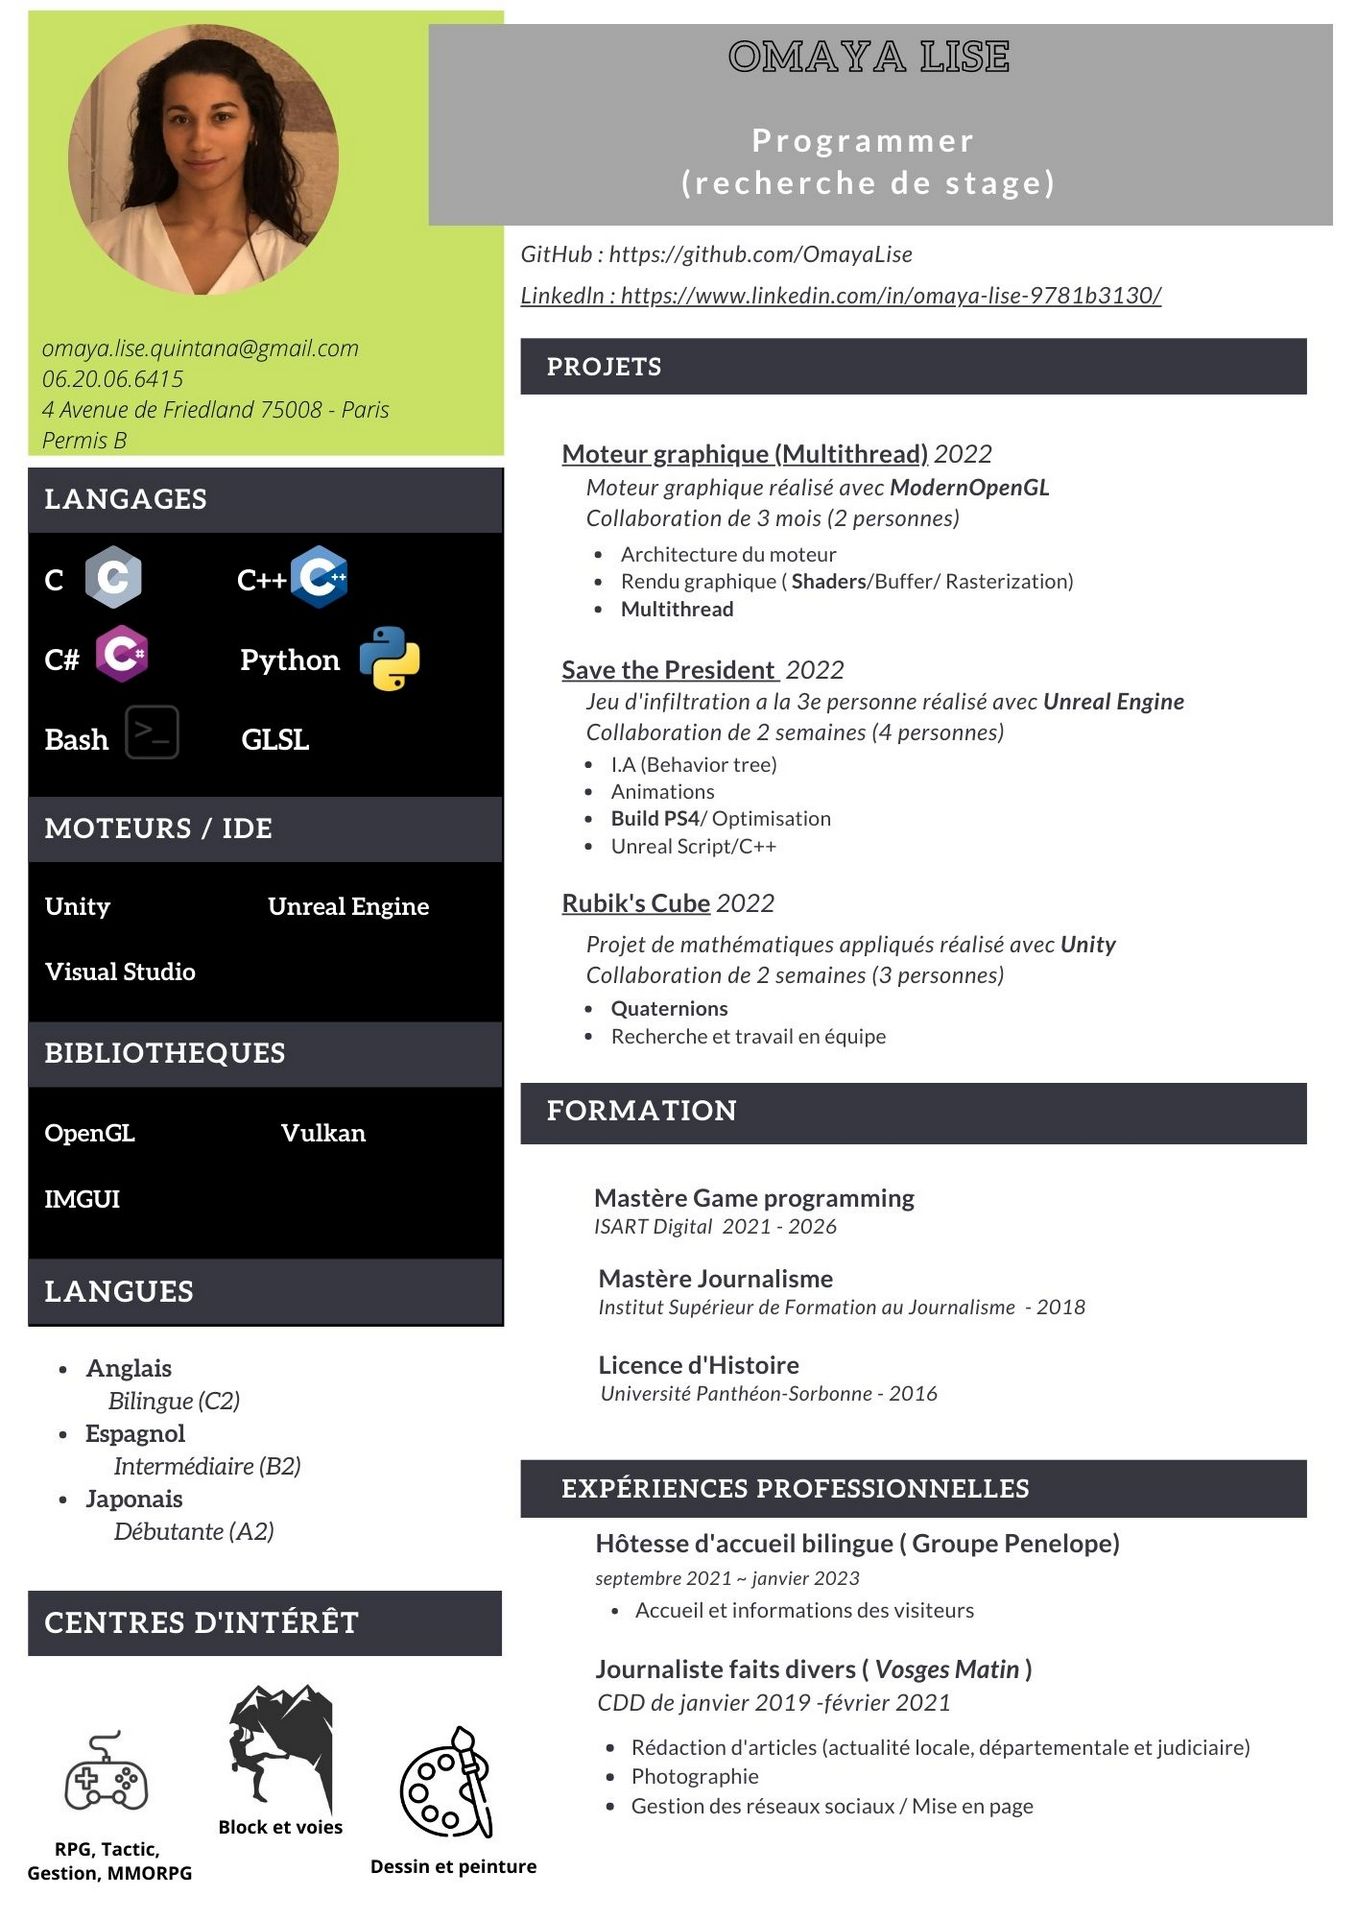 OMAYA LISE
Programmer
(recherche de stage)
omaya.lise.quintana@gmail.com
06.20.06.6415
4 Avenue de Friedland 75008 - Paris
Permis B
LANGAGES
C C
C++ C++
C# C#
Python
Bash >_
GLSL
MOTEURS / IDE
Unity
Unreal Engine
Visual Studio
BIBLIOTHEQUES
OpenGL
Vulkan
IMGUI
LANGUES
• Anglais
Bilingue (C2)
• Espagnol
Intermédiaire (B2)
• Japonais
Débutante (A2)
CENTRES D'INTÉRÊT
RPG, Tactic,
Gestion, MMORPG
Block et voies
Dessin et peinture
GitHub : https://github.com/OmayaLise
LinkedIn : https://www.linkedin.com/in/omaya-lise-9781b3130/
PROJETS
Moteur graphique (Multithread) 2022
Moteur graphique réalisé avec ModernOpenGL
Collaboration de 3 mois (2 personnes)
• Architecture du moteur
• Rendu graphique ( Shaders/Buffer/ Rasterization)
• Multithread
Save the President 2022
Jeu d'infiltration a la 3e personne réalisé avec Unreal Engine
Collaboration de 2 semaines (4 personnes)
• I.A (Behavior tree)
• Animations
• Build PS4/ Optimisation
• Unreal Script/C++
Rubik's Cube 2022
Projet de mathématiques appliqués réalisé avec Unity
Collaboration de 2 semaines (3 personnes)
• Quaternions
• Recherche et travail en équipe
FORMATION
Mastère Game programming
ISART Digital 2021 - 2026
Mastère Journalisme
Institut Supérieur de Formation au Journalisme - 2018
Licence d'Histoire
Université Panthéon-Sorbonne - 2016
EXPÉRIENCES PROFESSIONNELLES
Hôtesse d'accueil bilingue ( Groupe Penelope)
septembre 2021 ~ janvier 2023
• Accueil et informations des visiteurs
Journaliste faits divers ( Vosges Matin )
CDD de janvier 2019 -février 2021
• Rédaction d'articles (actualité locale, départementale et judiciaire)
• Photographie
• Gestion des réseaux sociaux / Mise en page